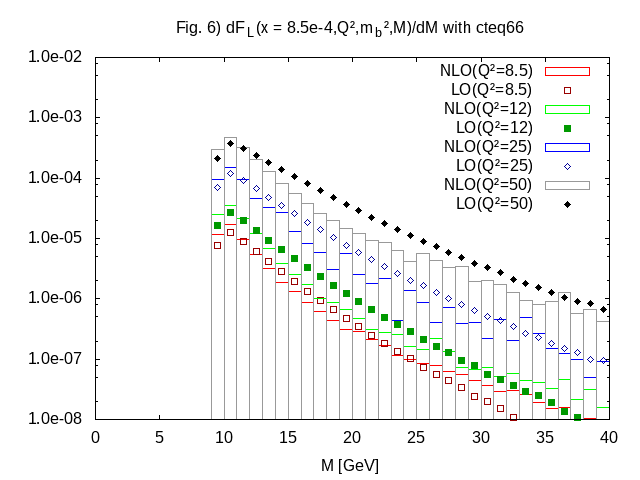 Fig. 6) dF_L(x = 8.5e-4,Q²,m_b²,M)/dM with cteq66
1.0e-02
1.0e-03
1.0e-04
1.0e-05
1.0e-06
1.0e-07
1.0e-08
NLO(Q²=8.5)
LO(Q²=8.5)
NLO(Q²=12)
LO(Q²=12)
NLO(Q²=25)
LO(Q²=25)
NLO(Q²=50)
LO(Q²=50)
0 5 10 15 20 25 30 35 40
M [GeV]